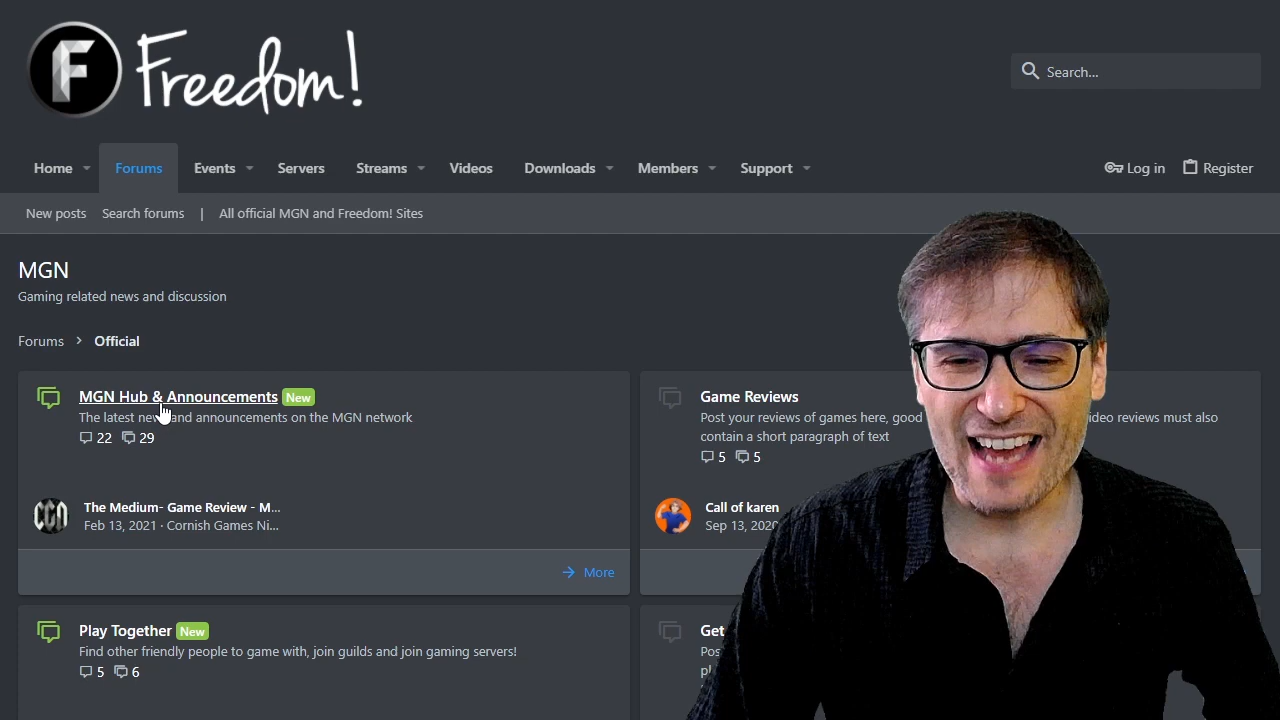 F Freedom!
Search...
Home Forums Events Servers Streams Videos Downloads Members Support Log in Register
New posts Search forums | All official MGN and Freedom! Sites
MGN
Gaming related news and discussion
Forums > Official
MGN Hub & Announcements New
The latest news and announcements on the MGN network
22 29
The Medium- Game Review - M...
Feb 13, 2021 · Cornish Games Ni...
More
Game Reviews
Post your reviews of games here, good
ideo reviews must also
contain a short paragraph of text
5 5
Call of karen
Sep 13, 2020
Play Together New
Find other friendly people to game with, join guilds and join gaming servers!
5 6
Get
Pos